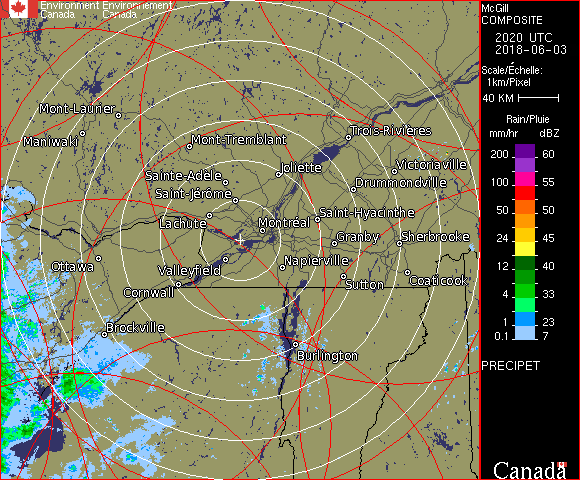 Environment Environnement
Canada Canada
McGill
COMPOSITE
2020 UTC
2018-06-03
Scale/Échelle:
1km/Pixel
40 KM
Rain/Pluie
mm/hr dBZ
200 60
100 55
50 50
24 45
12 40
4 33
1 23
0.1 7
PRECIPET
Canada
Mont-Laurier
Maniwaki
Mont-Tremblant
Trois-Rivières
Sainte-Adèle
Joliette
Victoriaville
Saint-Jérôme
Drummondville
Lachute
Montréal
Saint-Hyacinthe
Granby
Sherbrooke
Ottawa
Valleyfield
Napierville
Cornwall
Sutton
Coaticook
Brockville
Burlington